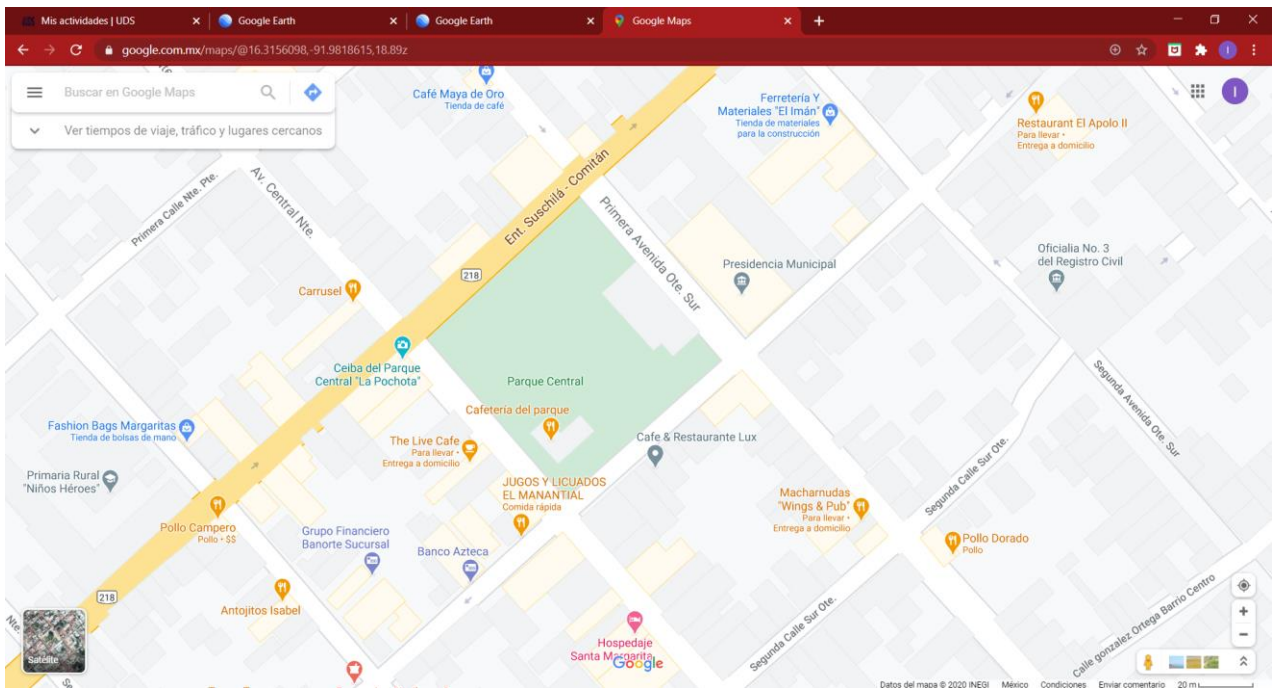 Mis actividades | UDS
Google Earth
Google Earth
Google Maps
google.com.mx/maps/@16.3156098,-91.9818615,18.89z
I
Buscar en Google Maps
Ver tiempos de viaje, tráfico y lugares cercanos
I
Café Maya de Oro
Tienda de café
Ferretería Y
Materiales "El Imán"
Tienda de materiales
para la construcción
Restaurant El Apolo II
Para llevar •
Entrega a domicilio
Primera Calle Nte. Pte.
Av. Central Nte.
Ent. Suschilá - Comitán
Primera Avenida Ote. Sur
Presidencia Municipal
Oficialia No. 3
del Registro Civil
218
Carrusel
Ceiba del Parque
Central "La Pochota"
Parque Central
Cafetería del parque
Fashion Bags Margaritas
Tienda de bolsas de mano
The Live Cafe
Para llevar •
Entrega a domicilio
Cafe & Restaurante Lux
Segunda Avenida Ote. Sur
Primaria Rural
"Niños Héroes"
JUGOS Y LICUADOS
EL MANANTIAL
Comida rápida
Macharnudas
"Wings & Pub"
Para llevar •
Entrega a domicilio
Segunda Calle Sur Ote.
Pollo Campero
Pollo • $$
Grupo Financiero
Banorte Sucursal
Banco Azteca
Pollo Dorado
Pollo
218
Antojitos Isabel
Hospedaje
Santa Margarita
Google
Segunda Calle Sur Ote.
Calle gonzalez Ortega Barrio Centro
Nte.
Satélite
Se
Datos del mapa © 2020 INEGI
México
Condiciones
Enviar comentario
20 m